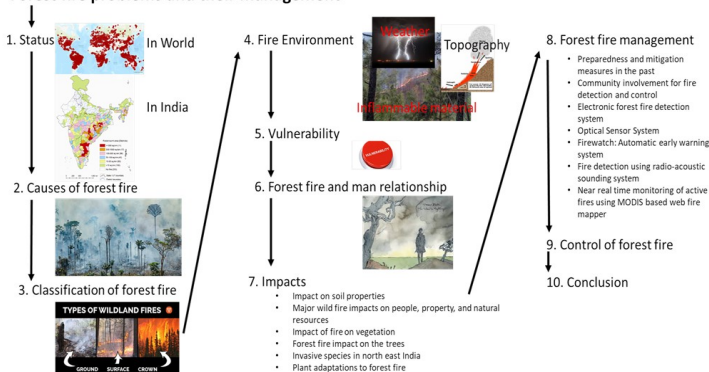 1. Status
In World
In India
2. Causes of forest fire
3. Classification of forest fire
TYPES OF WILDLAND FIRES
GROUND SURFACE CROWN
4. Fire Environment
Weather
Topography
Inflammable material
5. Vulnerability
VULNERABILITY
6. Forest fire and man relationship
7. Impacts
• Impact on soil properties
• Major wild fire impacts on people, property, and natural
resources
• Impact of fire on vegetation
• Forest fire impact on the trees
• Invasive species in north east India
• Plant adaptations to forest fire
8. Forest fire management
• Preparedness and mitigation
measures in the past
• Community involvement for fire
detection and control
• Electronic forest fire detection
system
• Optical Sensor System
• Firewatch: Automatic early warning
system
• Fire detection using radio-acoustic
sounding system
• Near real time monitoring of active
fires using MODIS based web fire
mapper
9. Control of forest fire
10. Conclusion